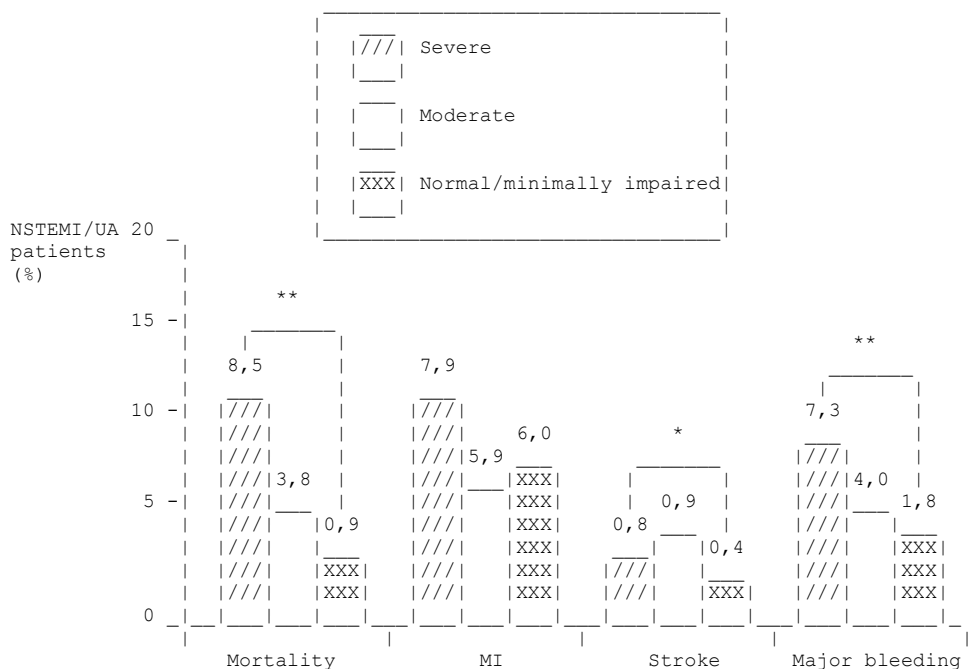 Severe
Moderate
Normal/minimally impaired
NSTEMI/UA 20
patients
(%)
**
15
**
8,5 7,9
10 7,3
6,0 *
3,8 5,9
5 0,9 4,0 1,8
0,9 0,8 0,4
0
Mortality MI Stroke Major bleeding